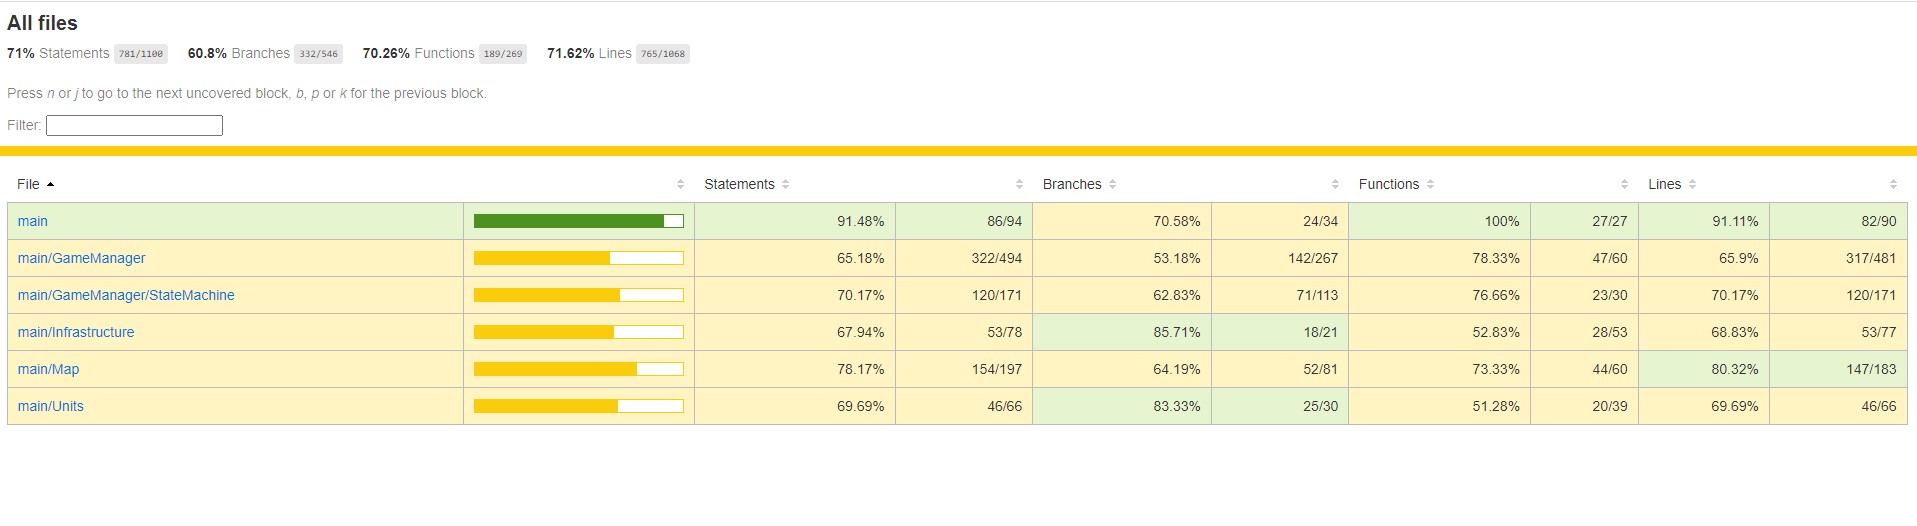 All files
71% Statements 781/1100 60.8% Branches 332/546 70.26% Functions 189/269 71.62% Lines 765/1068
Press n or j to go to the next uncovered block, b, p or k for the previous block.
Filter:
File Statements Branches Functions Lines
main 91.48% 86/94 70.58% 24/34 100% 27/27 91.11% 82/90
main/GameManager 65.18% 322/494 53.18% 142/267 78.33% 47/60 65.9% 317/481
main/GameManager/StateMachine 70.17% 120/171 62.83% 71/113 76.66% 23/30 70.17% 120/171
main/Infrastructure 67.94% 53/78 85.71% 18/21 52.83% 28/53 68.83% 53/77
main/Map 78.17% 154/197 64.19% 52/81 73.33% 44/60 80.32% 147/183
main/Units 69.69% 46/66 83.33% 25/30 51.28% 20/39 69.69% 46/66